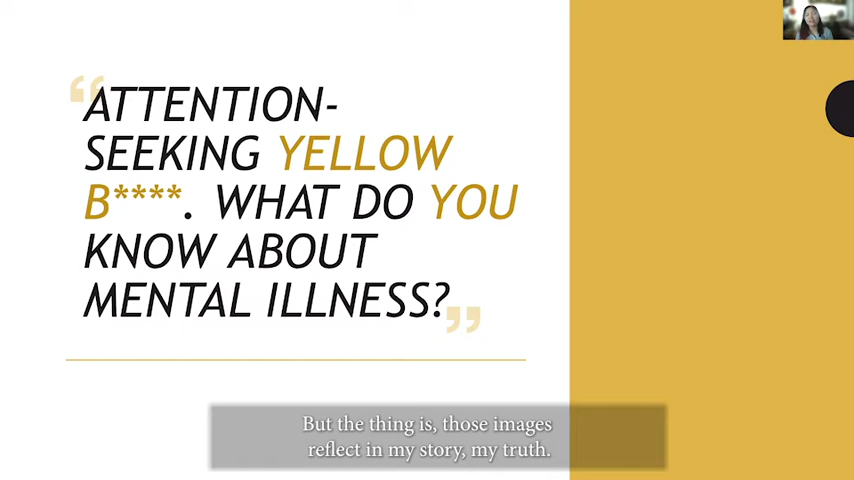 “ATTENTION-
SEEKING YELLOW
B****. WHAT DO YOU
KNOW ABOUT
MENTAL ILLNESS?”
But the thing is, those images
reflect in my story, my truth.